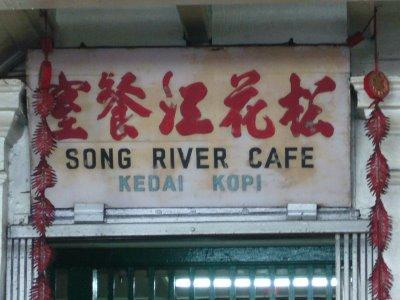 松花江餐室
SONG RIVER CAFE
KEDAI KOPI